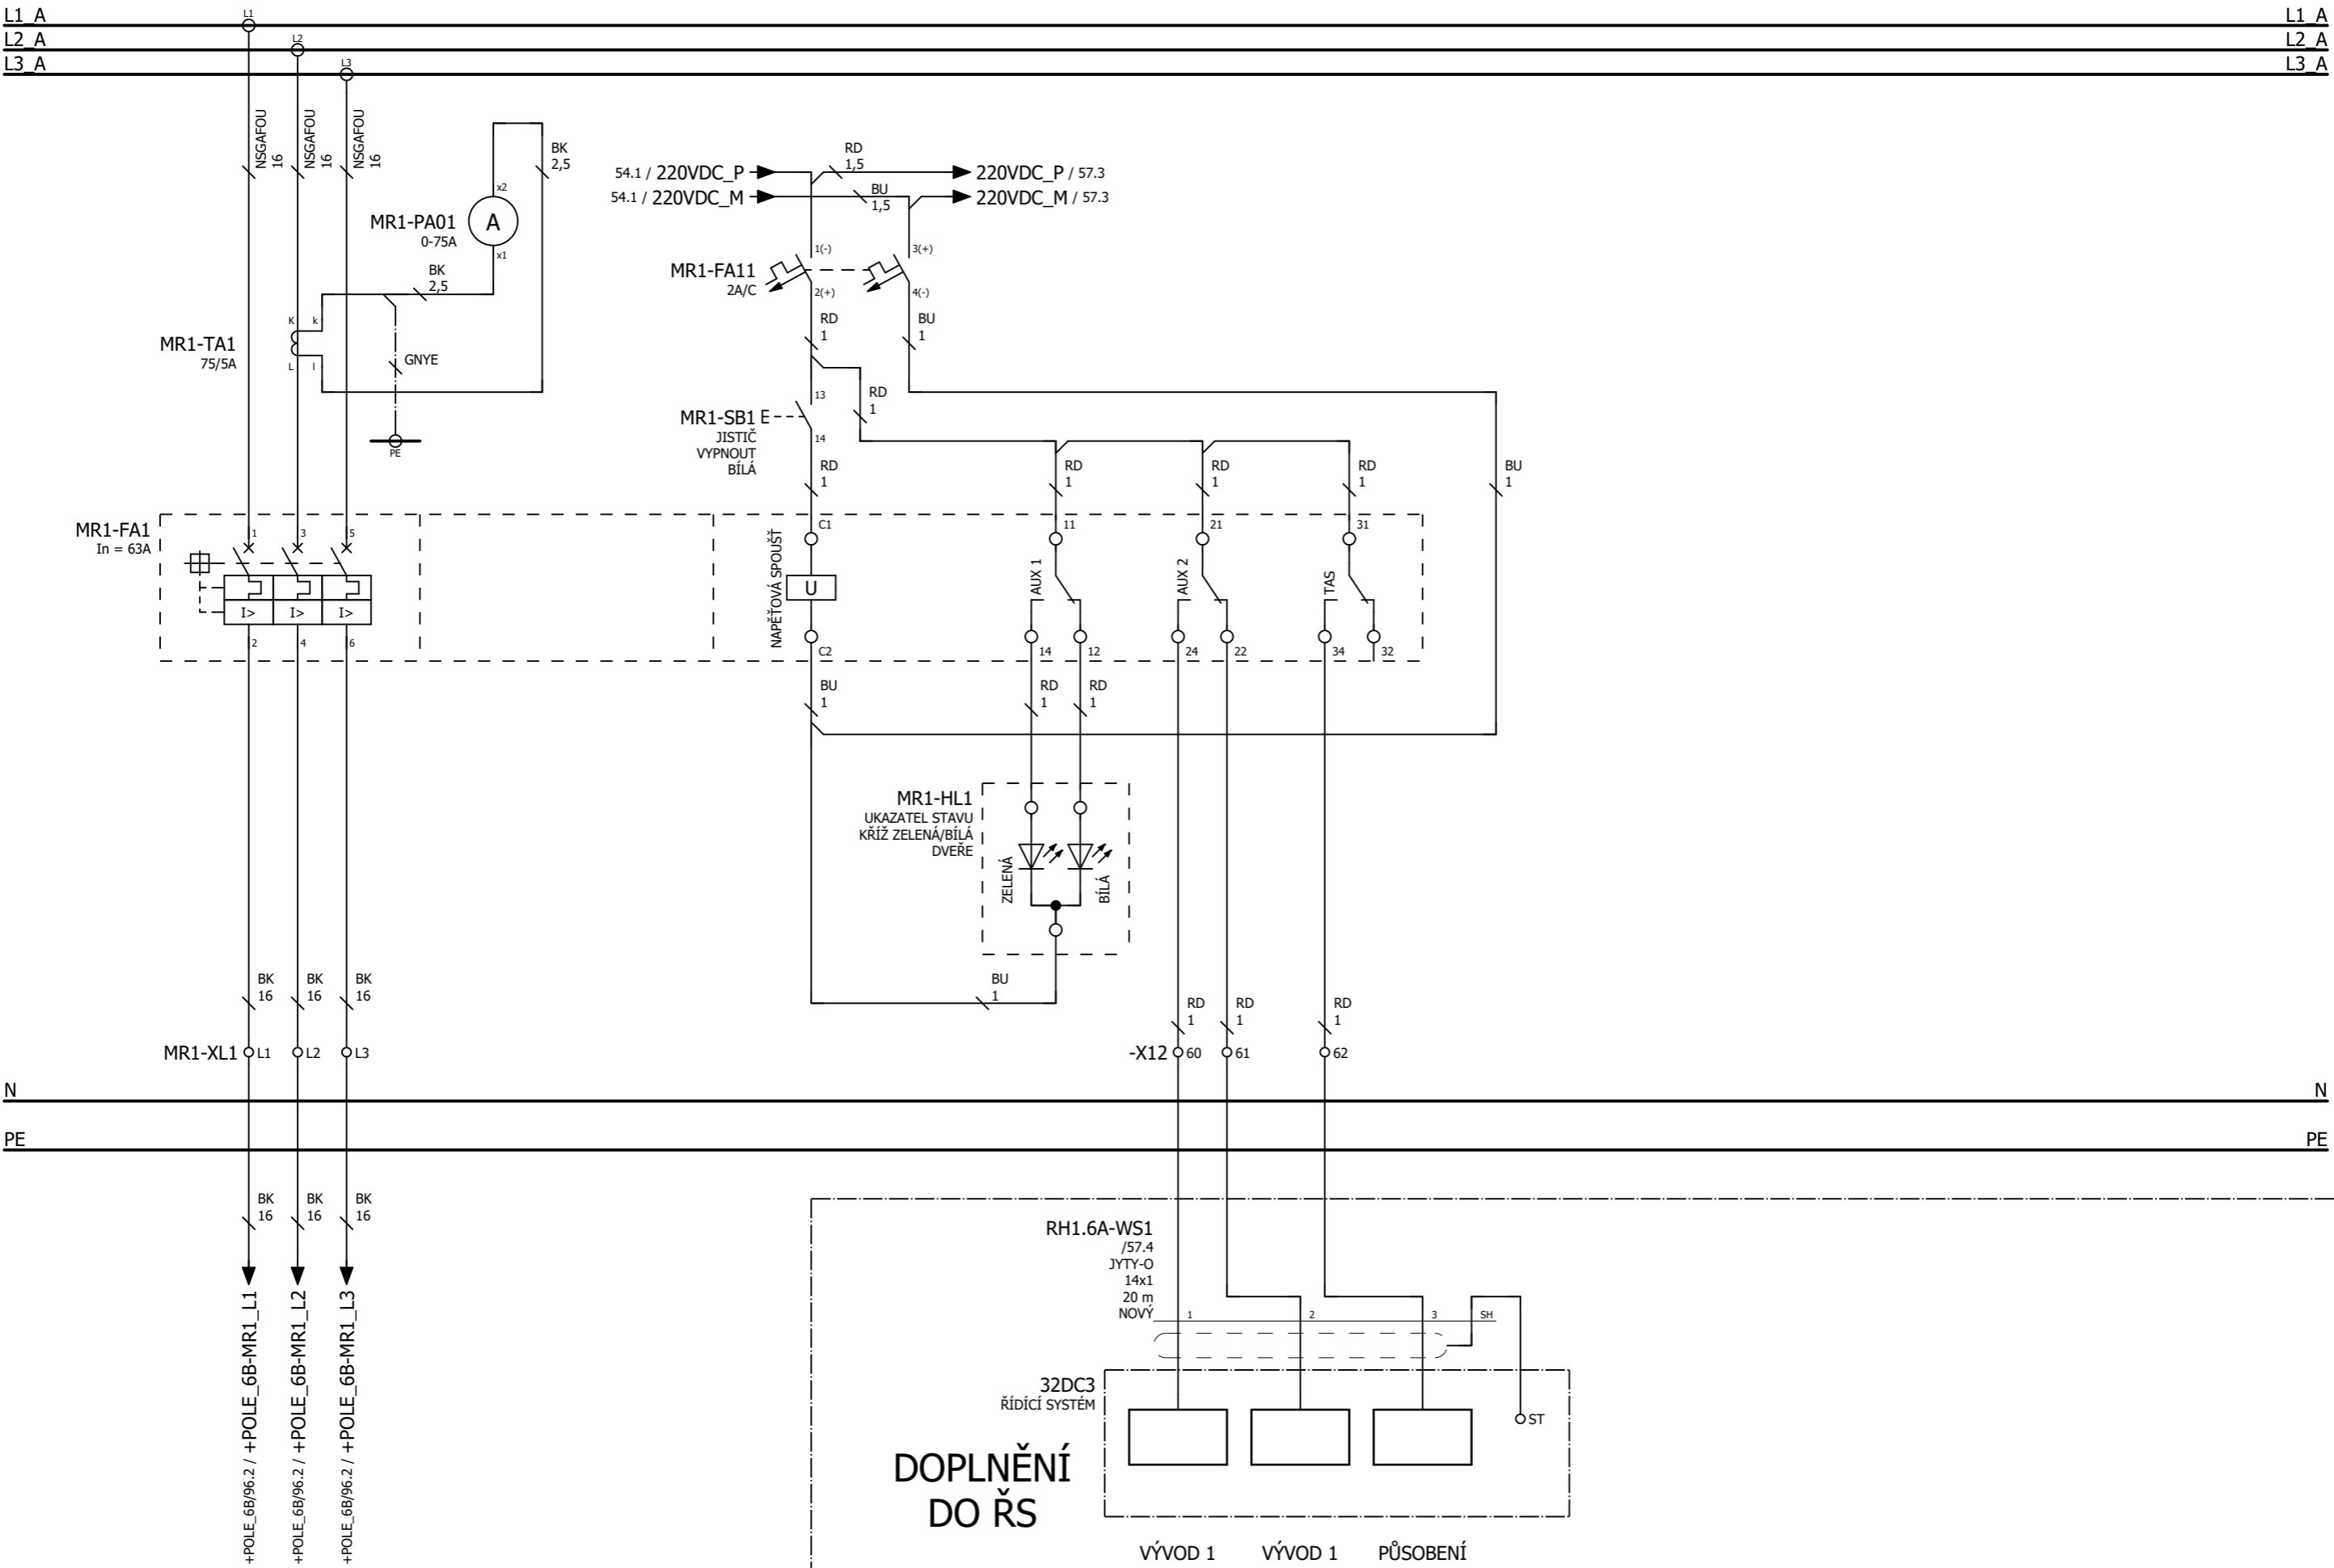 L1_A
L1_A
L2_A
L2_A
L3_A
L3_A
L1
L2
L3
NSGAFOU
16
NSGAFOU
16
NSGAFOU
16
BK
2,5
x2
MR1-PA01
0-75A
A
x1
BK
2,5
K
k
MR1-TA1
75/5A
L
l
GNYE
PE
54.1 / 220VDC_P
RD
1,5
220VDC_P / 57.3
54.1 / 220VDC_M
BU
1,5
220VDC_M / 57.3
1(-)
3(+)
MR1-FA11
2A/C
2(+)
4(-)
RD
1
BU
1
13
RD
1
MR1-SB1
E
JISTIČ
VYPNOUT
BÍLÁ
14
RD
1
RD
1
RD
1
RD
1
BU
1
MR1-FA1
In = 63A
1
3
5
I>
I>
I>
2
4
6
NAPĚŤOVÁ SPOUŠŤ
C1
U
C2
AUX 1
11
14
12
AUX 2
21
24
22
TAS
31
34
32
BU
1
RD
1
RD
1
MR1-HL1
UKAZATEL STAVU
KŘÍŽ ZELENÁ/BÍLÁ
DVEŘE
ZELENÁ
BÍLÁ
BU
1
BK
16
BK
16
BK
16
RD
1
RD
1
RD
1
MR1-XL1
L1
L2
L3
-X12
60
61
62
N
N
PE
PE
BK
16
BK
16
BK
16
+POLE_6B/96.2 / +POLE_6B-MR1_L1
+POLE_6B/96.2 / +POLE_6B-MR1_L2
+POLE_6B/96.2 / +POLE_6B-MR1_L3
RH1.6A-WS1
/57.4
JYTY-O
14x1
20 m
NOVÝ
1
2
3
SH
32DC3
ŘÍDÍCÍ SYSTÉM
ST
DOPLNĚNÍ
DO ŘS
VÝVOD 1
VÝVOD 1
PŮSOBENÍ